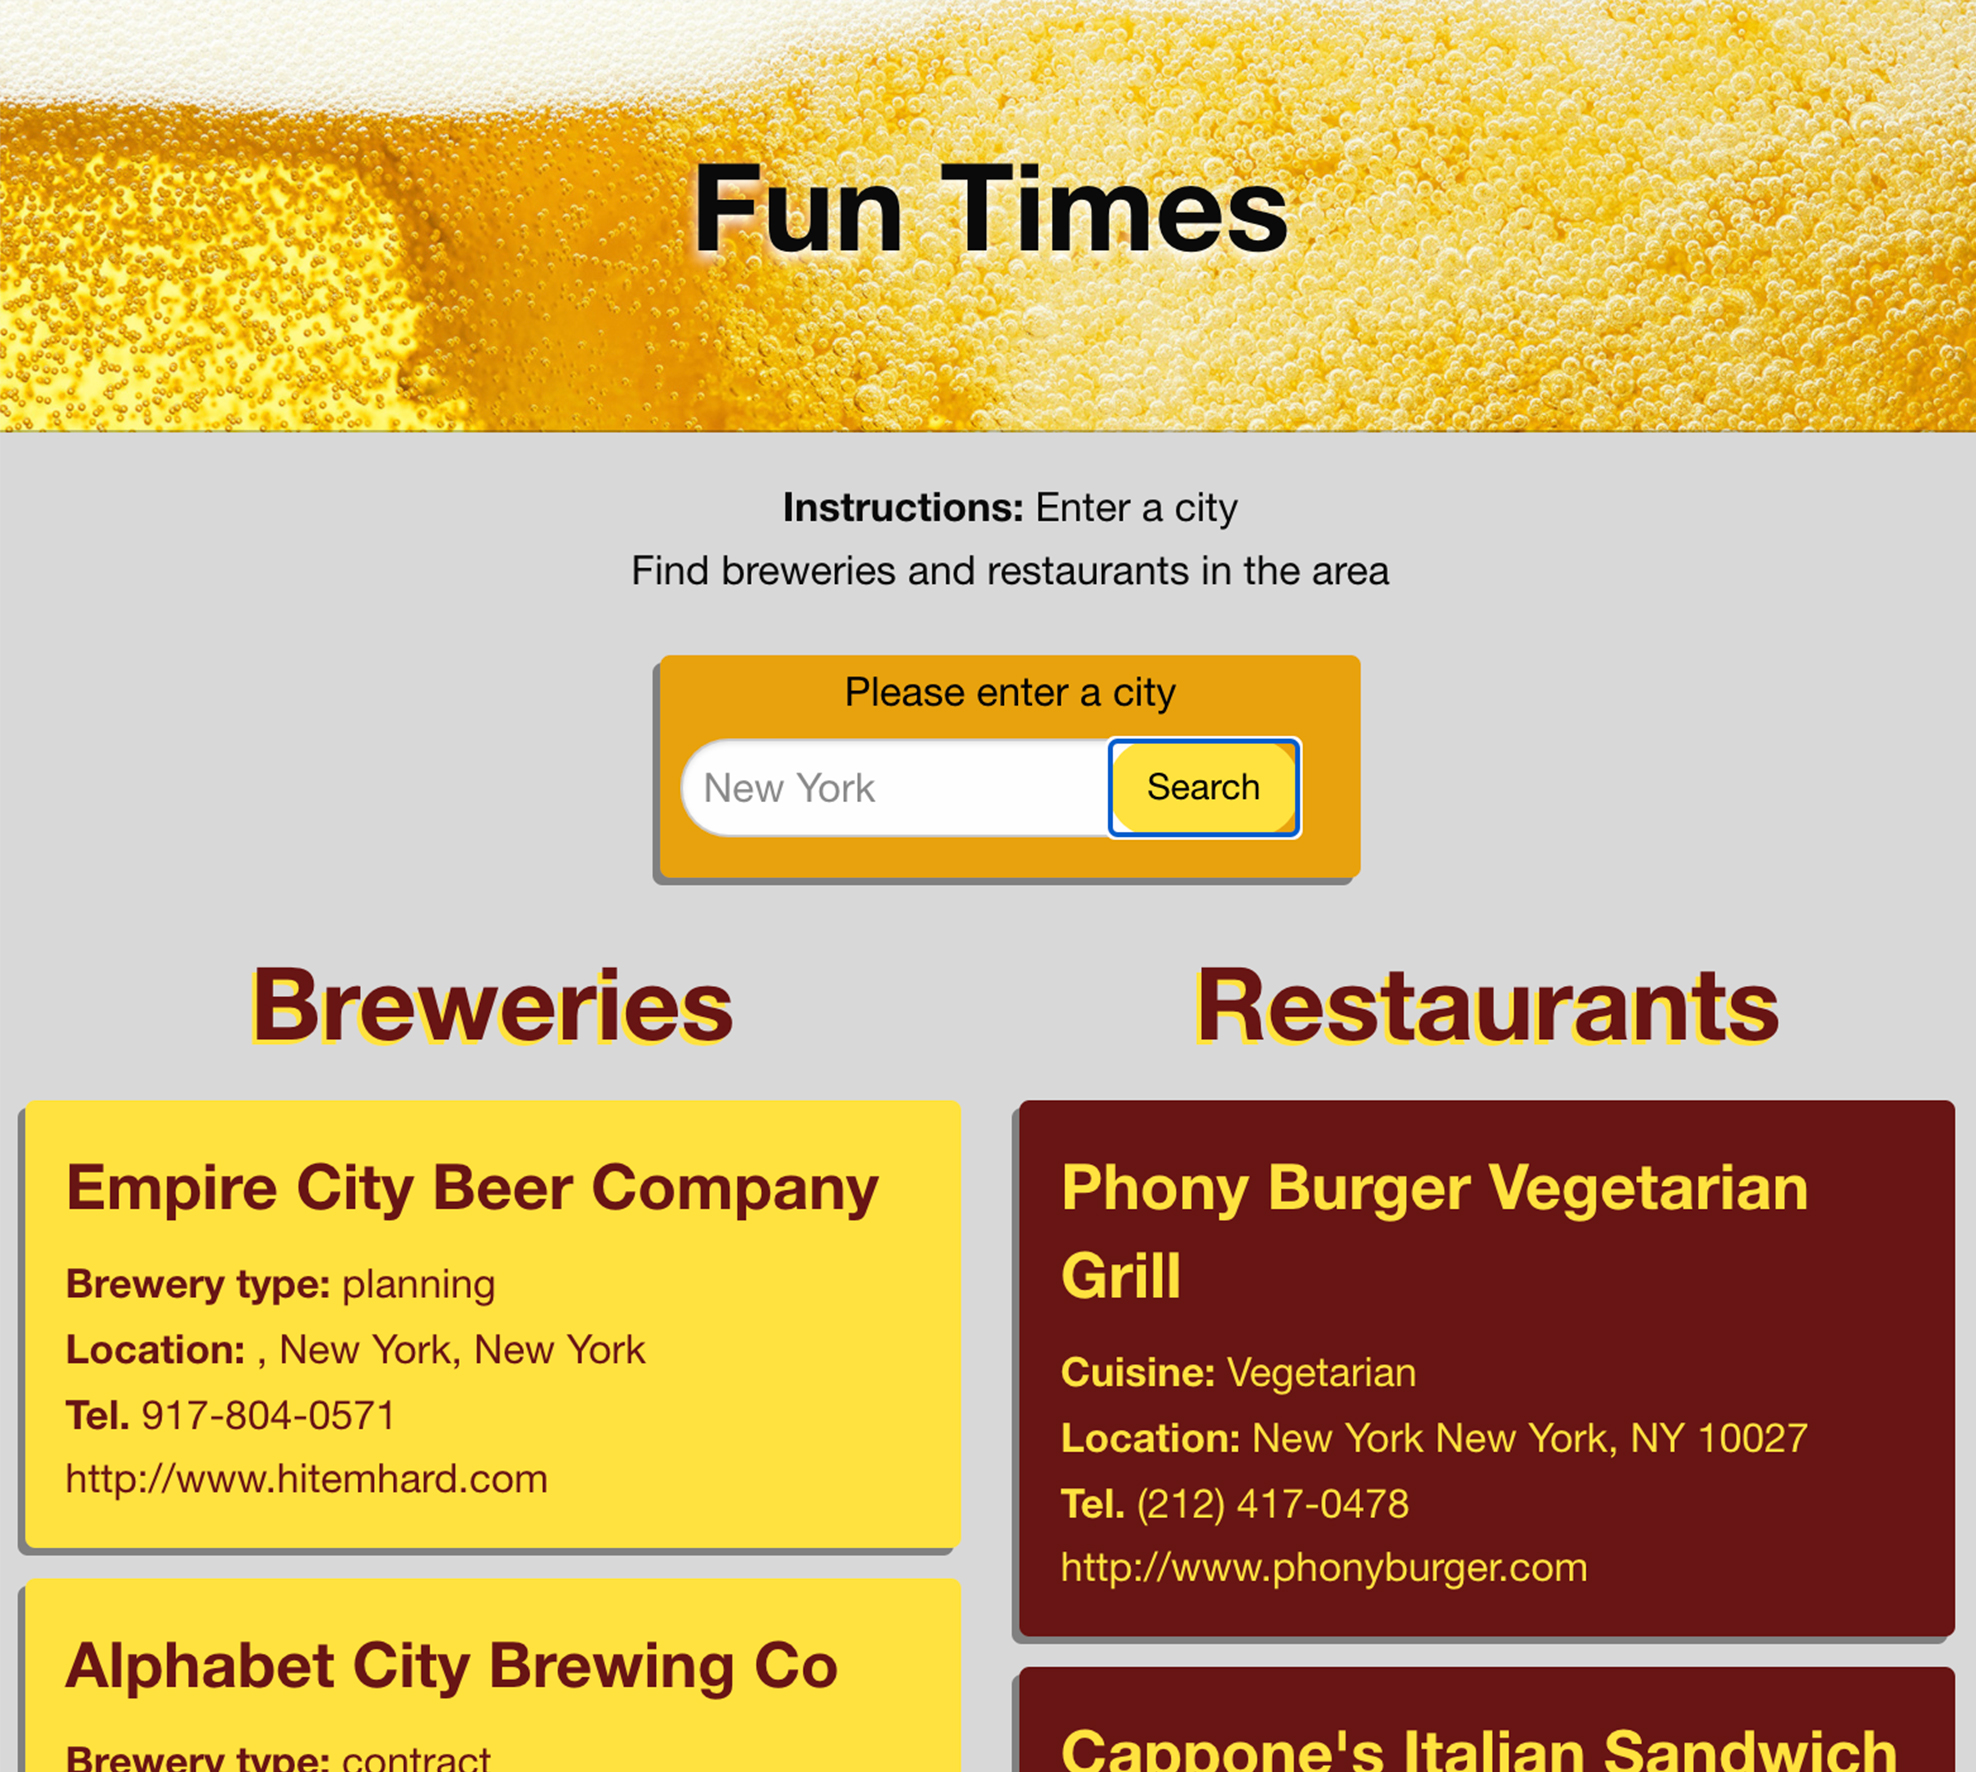 Fun Times
Instructions: Enter a city
Find breweries and restaurants in the area
Please enter a city
New York
Search
Breweries
Empire City Beer Company
Brewery type: planning
Location: , New York, New York
Tel. 917-804-0571
http://www.hitemhard.com
Alphabet City Brewing Co
Brewery type: contract
Restaurants
Phony Burger Vegetarian
Grill
Cuisine: Vegetarian
Location: New York New York, NY 10027
Tel. (212) 417-0478
http://www.phonyburger.com
Cappone's Italian Sandwich